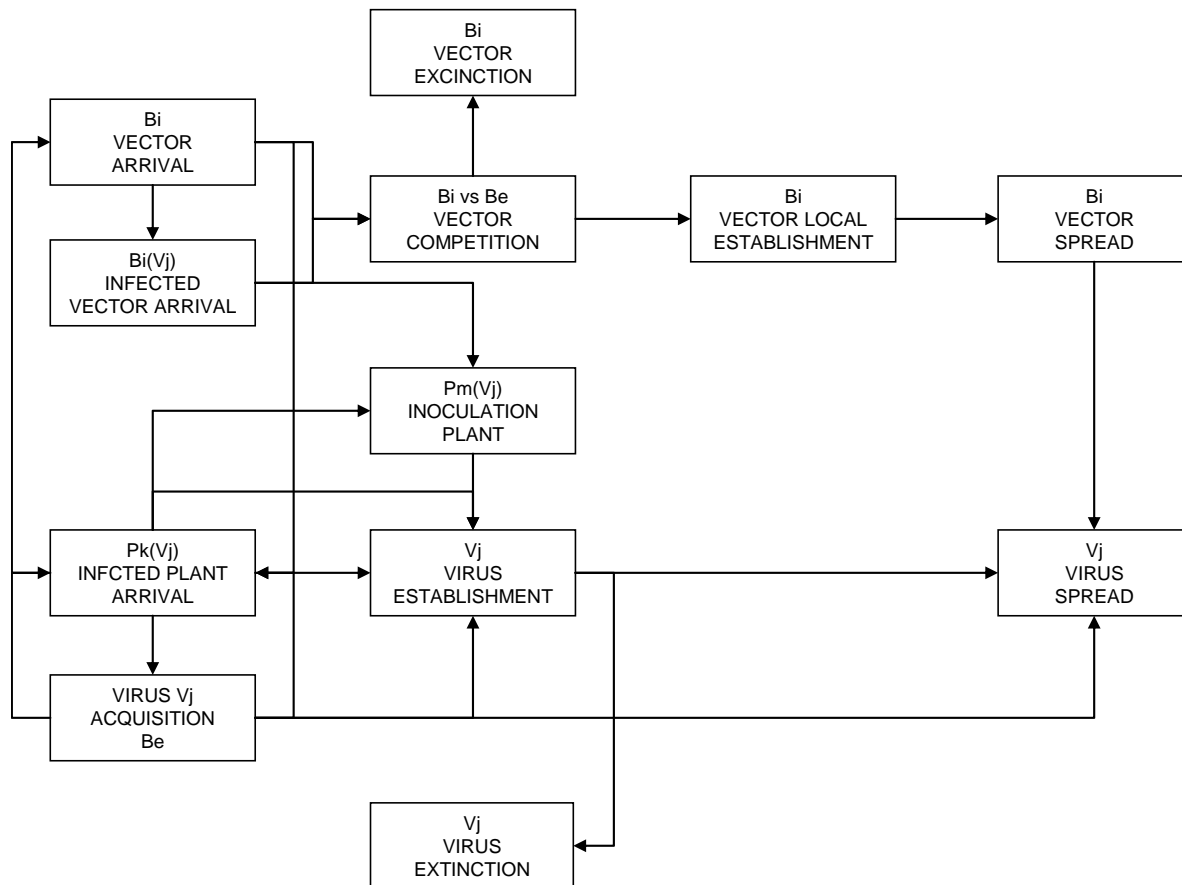 Bi
VECTOR
EXCINCTION
Bi
VECTOR
ARRIVAL
Bi vs Be
VECTOR
COMPETITION
Bi
VECTOR LOCAL
ESTABLISHMENT
Bi
VECTOR
SPREAD
Bi(Vj)
INFECTED
VECTOR ARRIVAL
Pm(Vj)
INOCULATION
PLANT
Pk(Vj)
INFCTED PLANT
ARRIVAL
Vj
VIRUS
ESTABLISHMENT
Vj
VIRUS
SPREAD
VIRUS Vj
ACQUISITION
Be
Vj
VIRUS
EXTINCTION